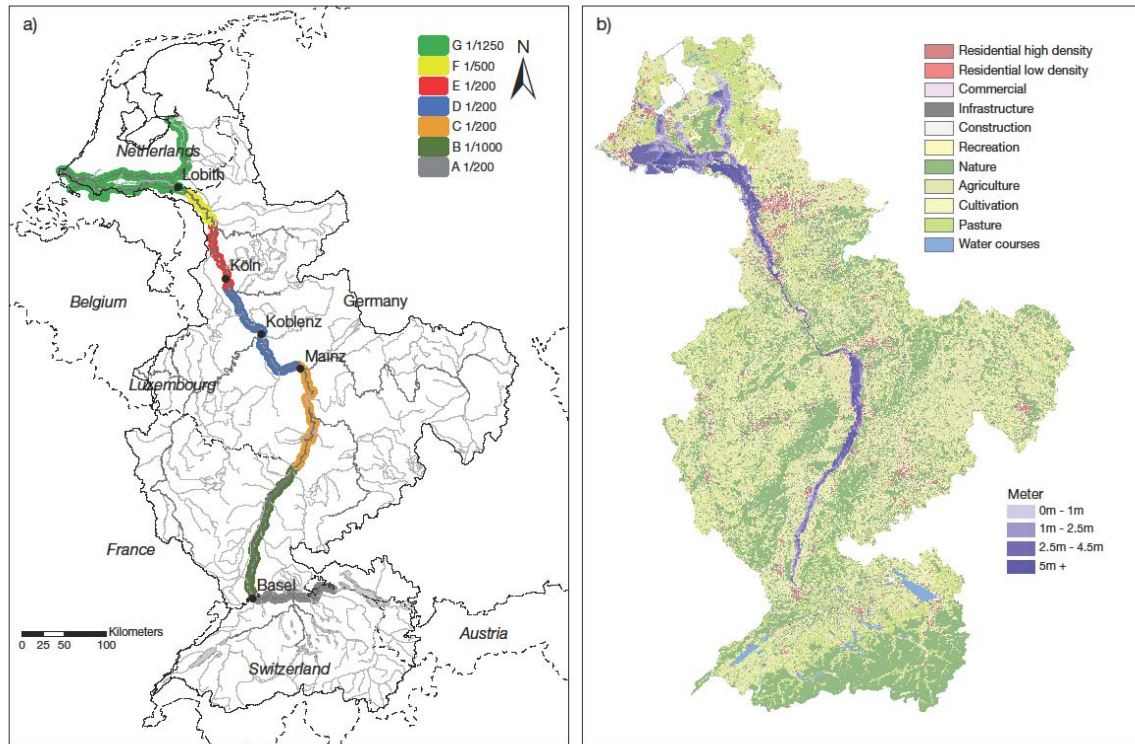 a)
G 1/1250
F 1/500
E 1/200
D 1/200
C 1/200
B 1/1000
A 1/200
N
Netherlands
Lobith
Köln
Belgium
Koblenz
Germany
Mainz
Luxembourg
France
Basel
Kilometers
0 25 50 100
Austria
Switzerland
b)
Residential high density
Residential low density
Commercial
Infrastructure
Construction
Recreation
Nature
Agriculture
Cultivation
Pasture
Water courses
Meter
0m - 1m
1m - 2.5m
2.5m - 4.5m
5m +